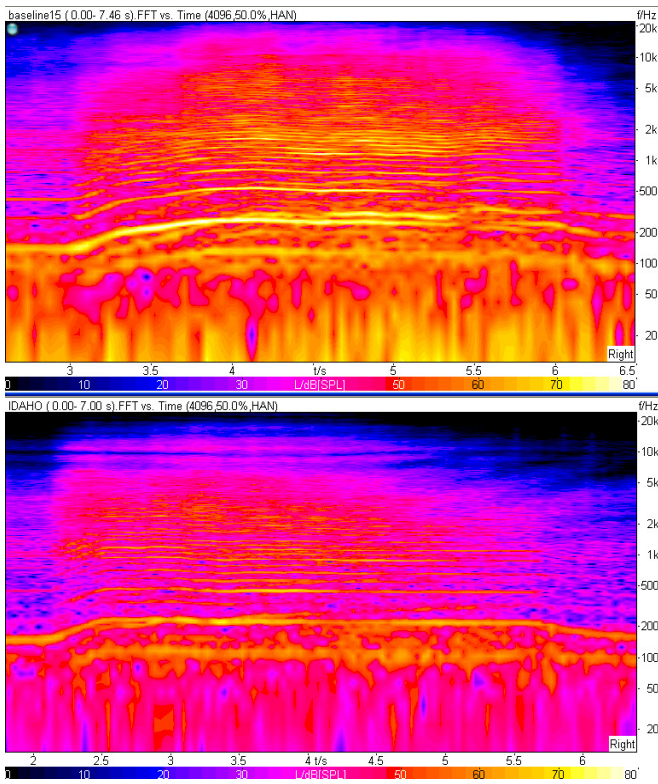 baseline15 ( 0.00- 7.46 s).FFT vs. Time (4096,50.0%,HAN) f/Hz
20k
10k
5k
2k
1k
500
200
100
50
20
Right
3 3.5 4 t/s 5 5.5 6 6.5
0 10 20 30 L/dB[SPL] 50 60 70 80
IDAHO ( 0.00- 7.00 s).FFT vs. Time (4096,50.0%,HAN) f/Hz
20k
10k
5k
2k
1k
500
200
100
50
20
Right
2 2.5 3 3.5 4 t/s 4.5 5 5.5 6
0 10 20 30 L/dB[SPL] 50 60 70 80